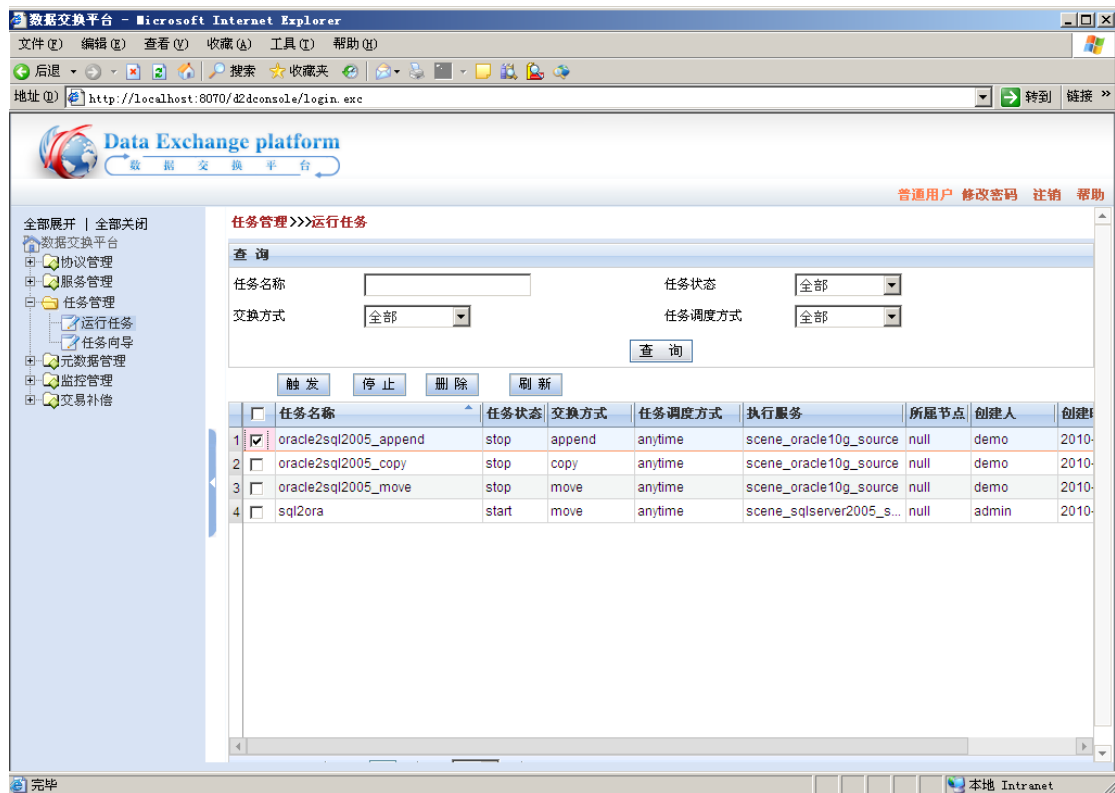 数据交换平台 - Microsoft Internet Explorer
文件(F) 编辑(E) 查看(V) 收藏(A) 工具(T) 帮助(H)
后退 搜索 收藏夹
地址(D) http://localhost:8070/d2dconsole/login.exc 转到 链接 »
Data Exchange platform
数 据 交 换 平 台
普通用户 修改密码 注销 帮助
全部展开 | 全部关闭
数据交换平台
协议管理
服务管理
任务管理
运行任务
任务向导
元数据管理
监控管理
交易补偿
任务管理>>>运行任务
查 询
任务名称 任务状态 全部
交换方式 全部 任务调度方式 全部
查 询
触 发 停 止 删 除 刷 新
任务名称 任务状态 交换方式 任务调度方式 执行服务 所属节点 创建人 创建
1 oracle2sql2005_append stop append anytime scene_oracle10g_source null demo 2010-
2 oracle2sql2005_copy stop copy anytime scene_oracle10g_source null demo 2010-
3 oracle2sql2005_move stop move anytime scene_oracle10g_source null demo 2010-
4 sql2ora start move anytime scene_sqlserver2005_s... null admin 2010-
完毕 本地 Intranet